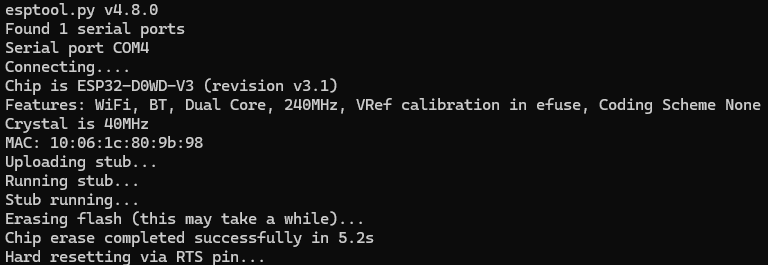 esptool.py v4.8.0
Found 1 serial ports
Serial port COM4
Connecting....
Chip is ESP32-D0WD-V3 (revision v3.1)
Features: WiFi, BT, Dual Core, 240MHz, VRef calibration in efuse, Coding Scheme None
Crystal is 40MHz
MAC: 10:06:1c:80:9b:98
Uploading stub...
Running stub...
Stub running...
Erasing flash (this may take a while)...
Chip erase completed successfully in 5.2s
Hard resetting via RTS pin...